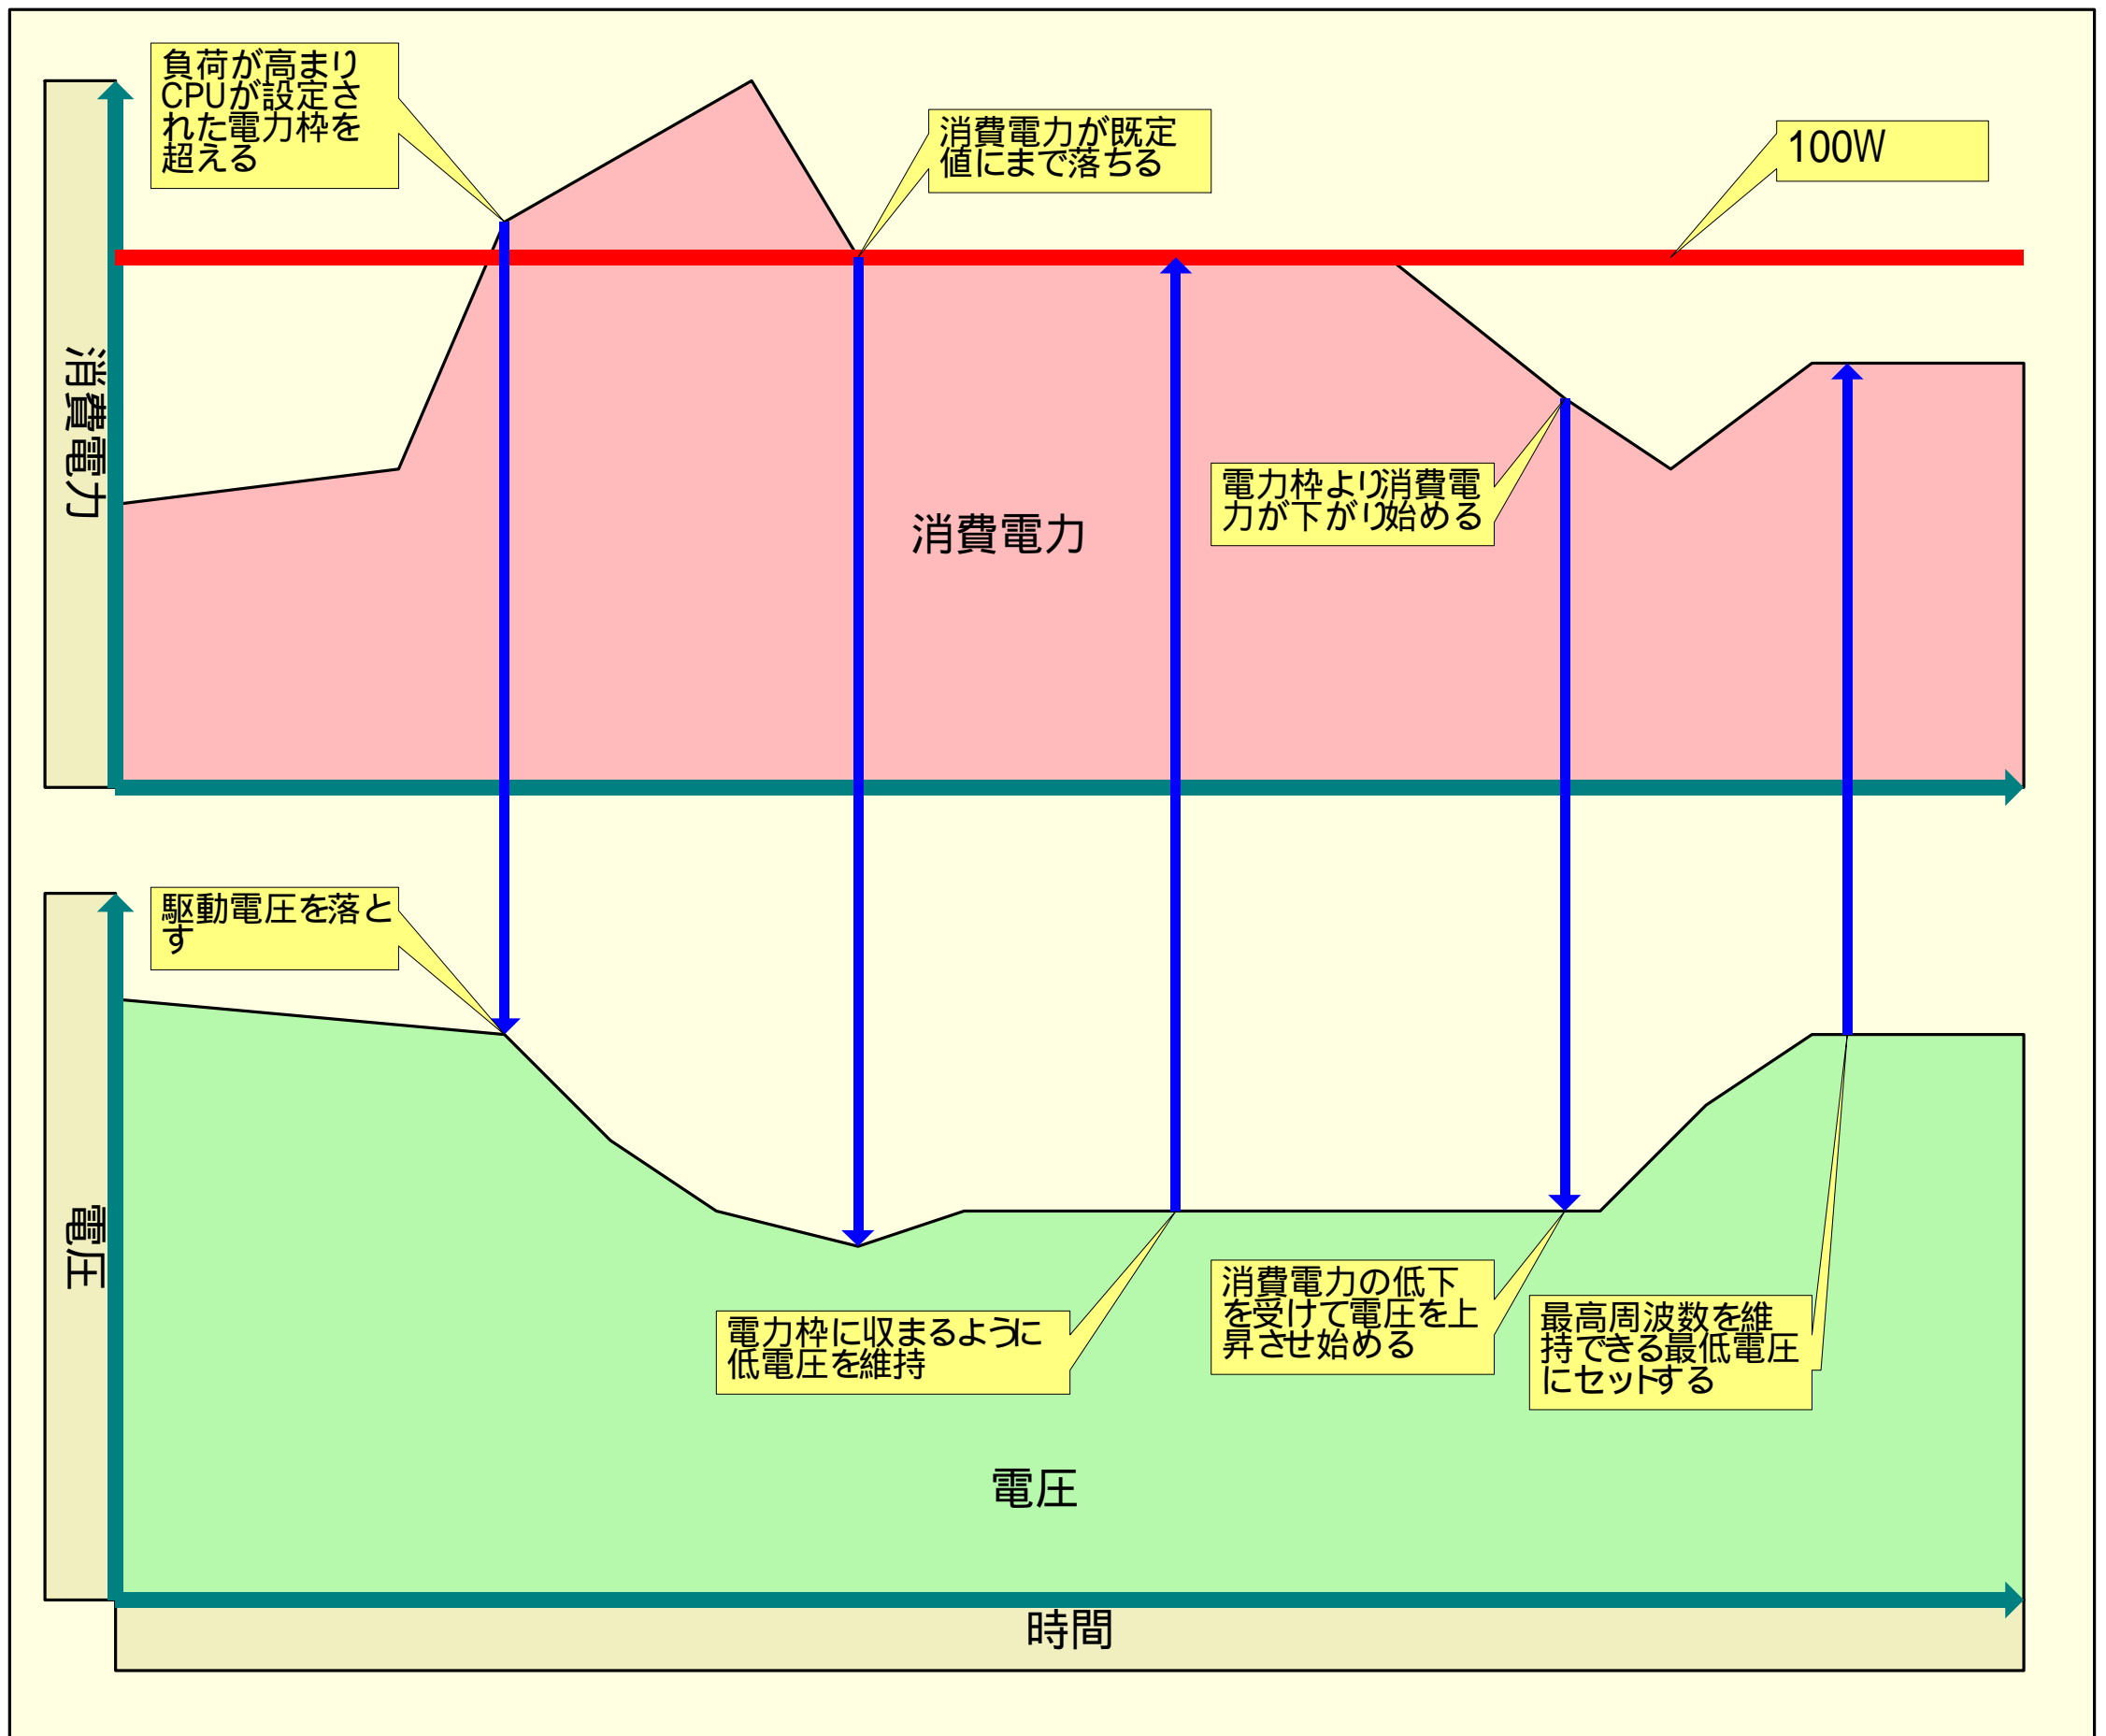 負荷が高まり
CPUが設定さ
れた電力枠を
超える
消費電力が既定
値にまで落ちる
100W
消費電力
電力枠より消費電
力が下がり始める
消費電力
駆動電圧を落と
す
電圧
電力枠に収まるように
低電圧を維持
消費電力の低下
を受けて電圧を上
昇させ始める
最高周波数を維
持できる最低電圧
にセットする
電圧
時間